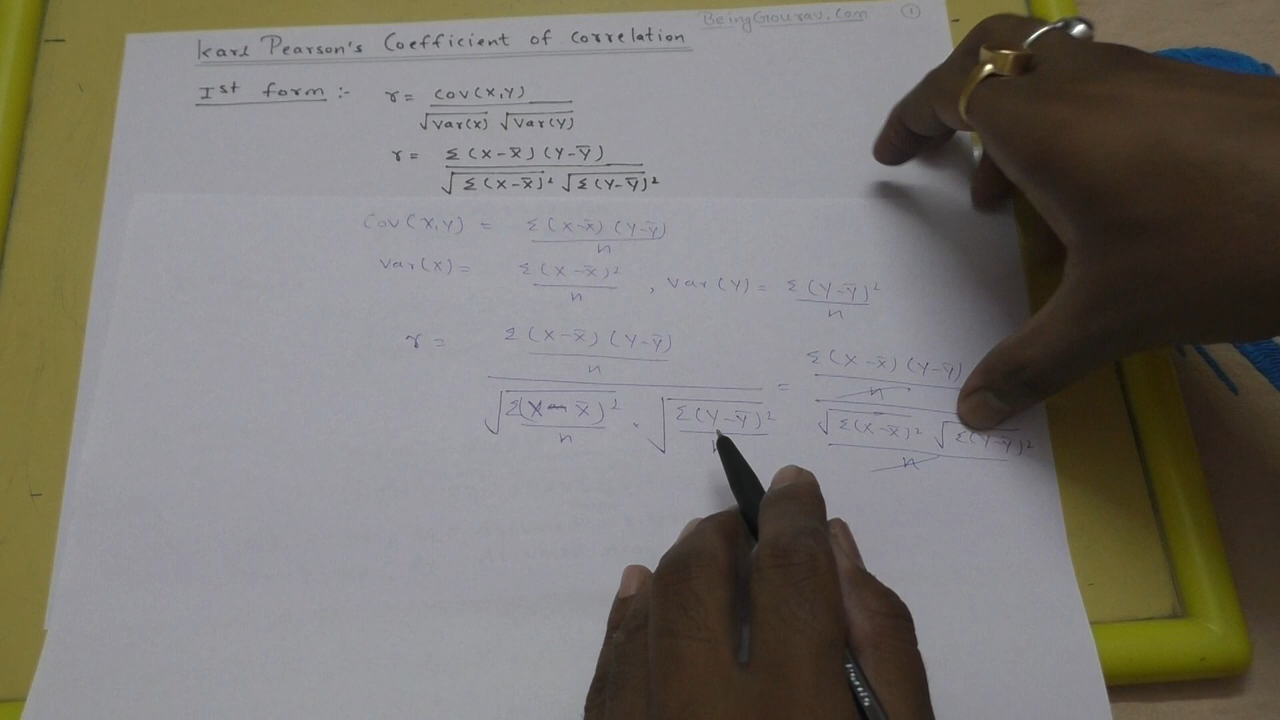 BeingGourav.com ①
Karl Pearson's Coefficient of Correlation
Ist form :- r = Cov(X,Y) / √Var(X) √Var(Y)
r = Σ(X-X̄)(Y-Ȳ) / √Σ(X-X̄)² √Σ(Y-Ȳ)²
Cov(X,Y) = Σ(X-X̄)(Y-Ȳ) / n
Var(X) = Σ(X-X̄)² / n , Var(Y) = Σ(Y-Ȳ)² / n
r = Σ(X-X̄)(Y-Ȳ) / n / √Σ(X-X̄)² / n . √Σ(Y-Ȳ)² / n = Σ(X-X̄)(Y-Ȳ) / n / √Σ(X-X̄)² √Σ(Y-Ȳ)² / n